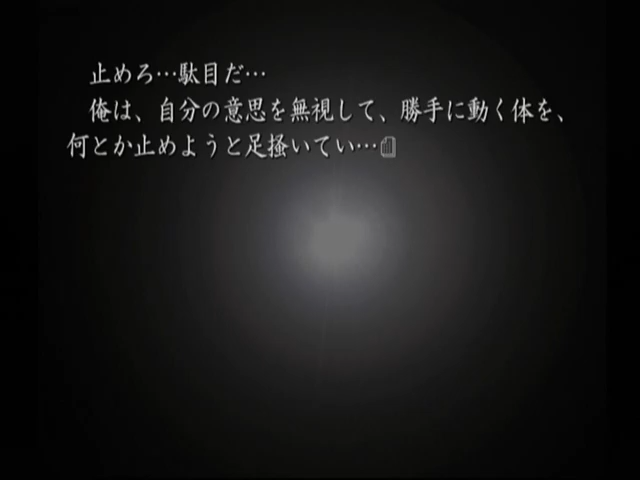 止めろ…駄目だ…
俺は、自分の意思を無視して、勝手に動く体を、
何とか止めようと足掻いてい…